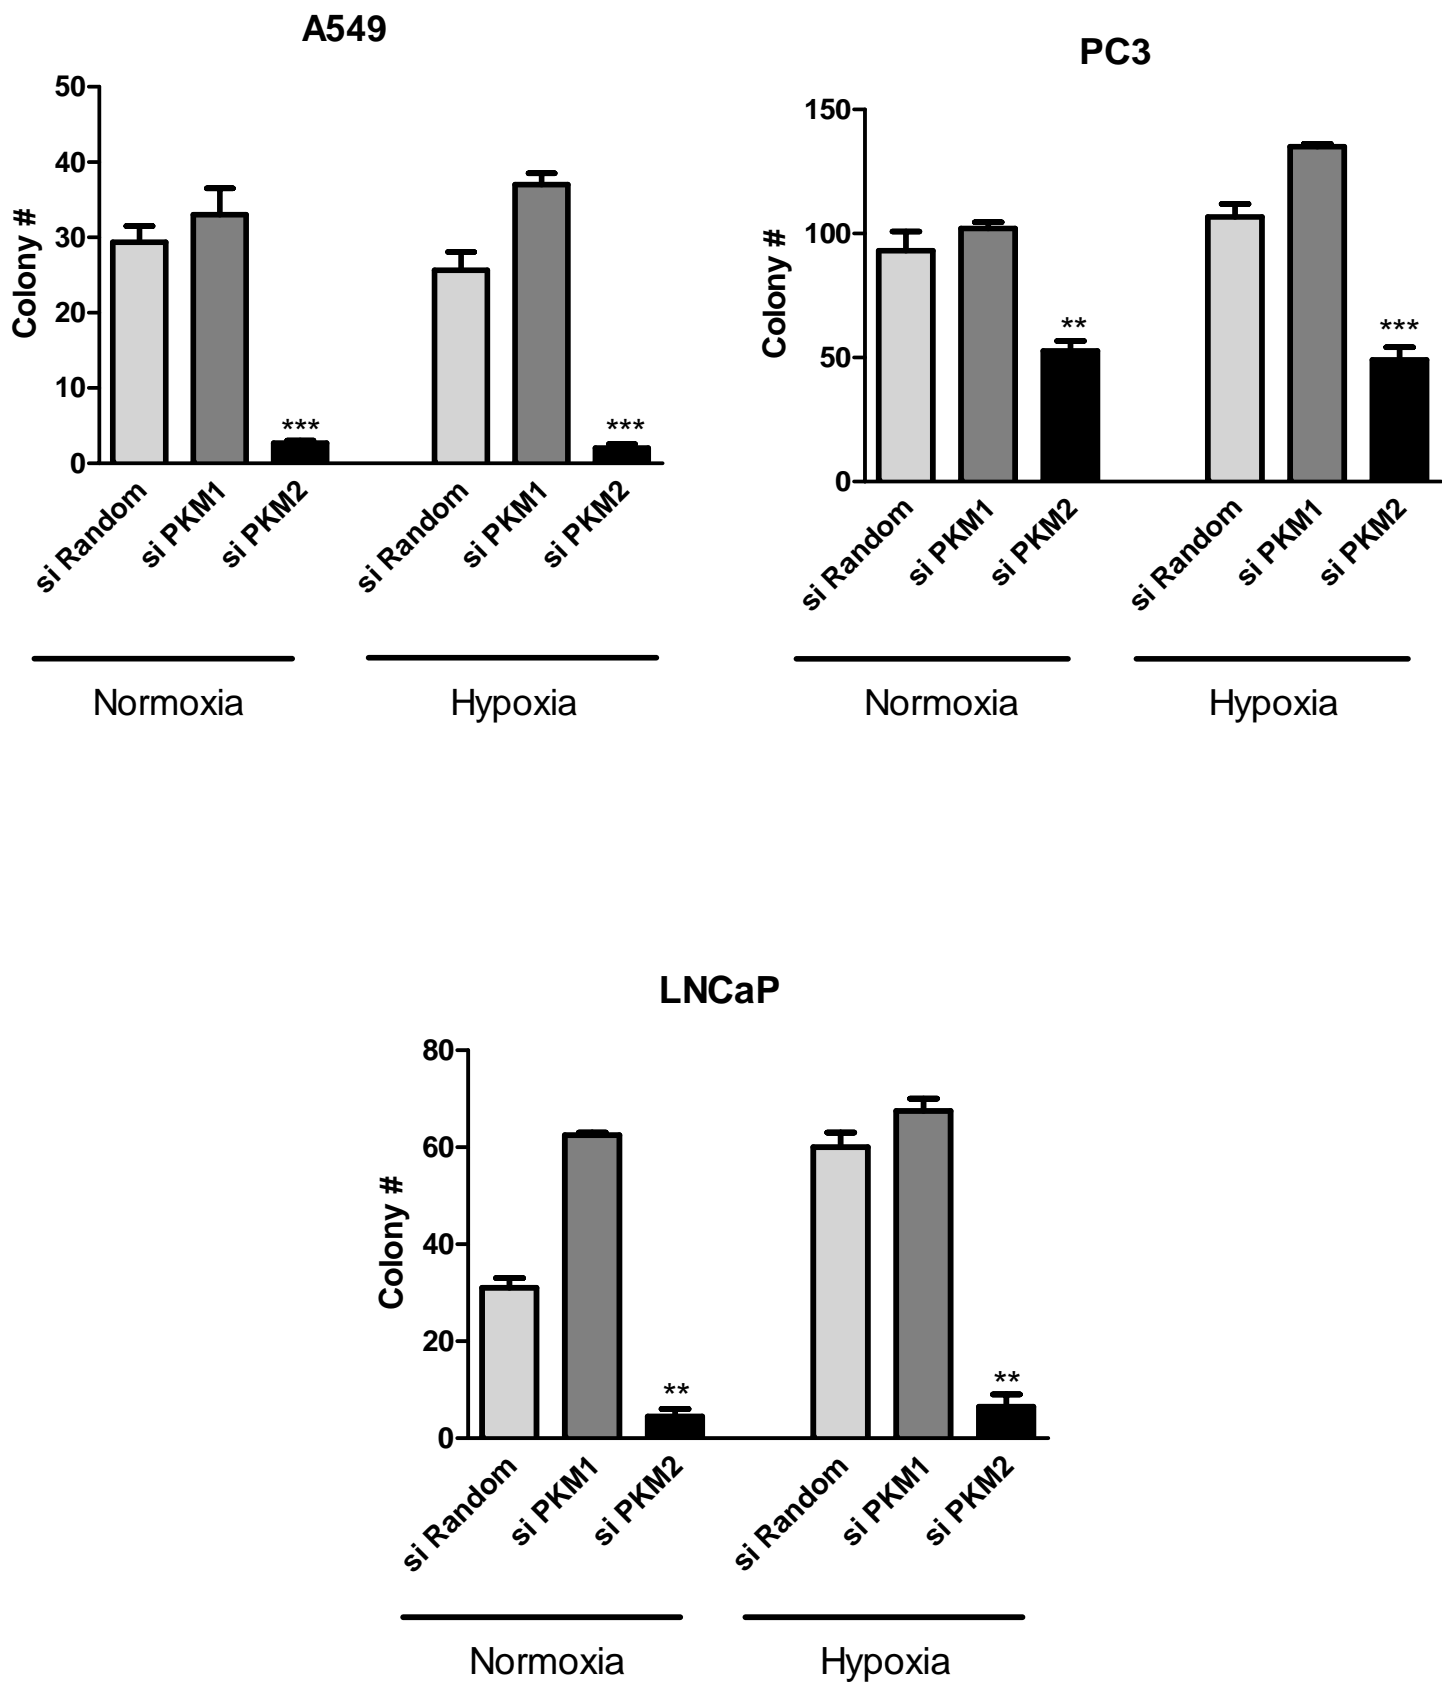 A549
50
40
30
20
10
0
Colony #
***
***
si Random
si PKM1
si PKM2
si Random
si PKM1
si PKM2
Normoxia
Hypoxia
PC3
150
100
50
0
Colony #
**
***
si Random
si PKM1
si PKM2
si Random
si PKM1
si PKM2
Normoxia
Hypoxia
LNCaP
80
60
40
20
0
Colony #
**
**
si Random
si PKM1
si PKM2
si Random
si PKM1
si PKM2
Normoxia
Hypoxia